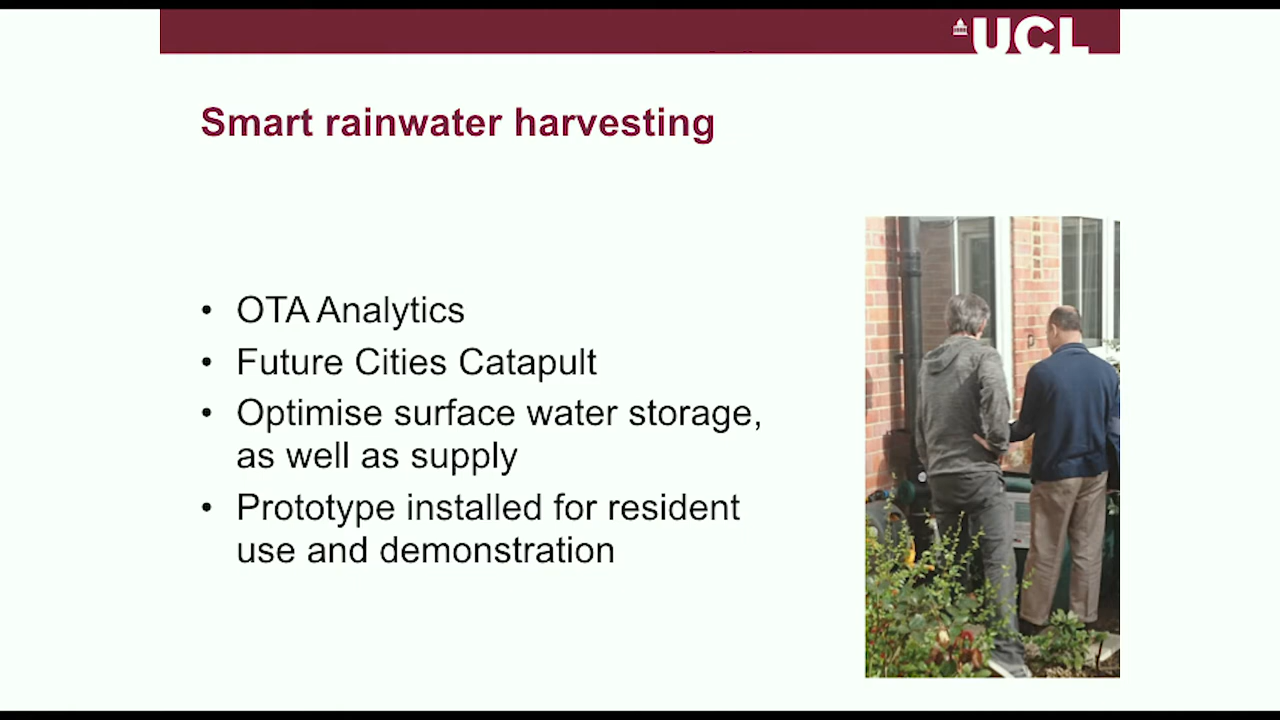 UCL
Smart rainwater harvesting
• OTA Analytics
• Future Cities Catapult
• Optimise surface water storage,
as well as supply
• Prototype installed for resident
use and demonstration